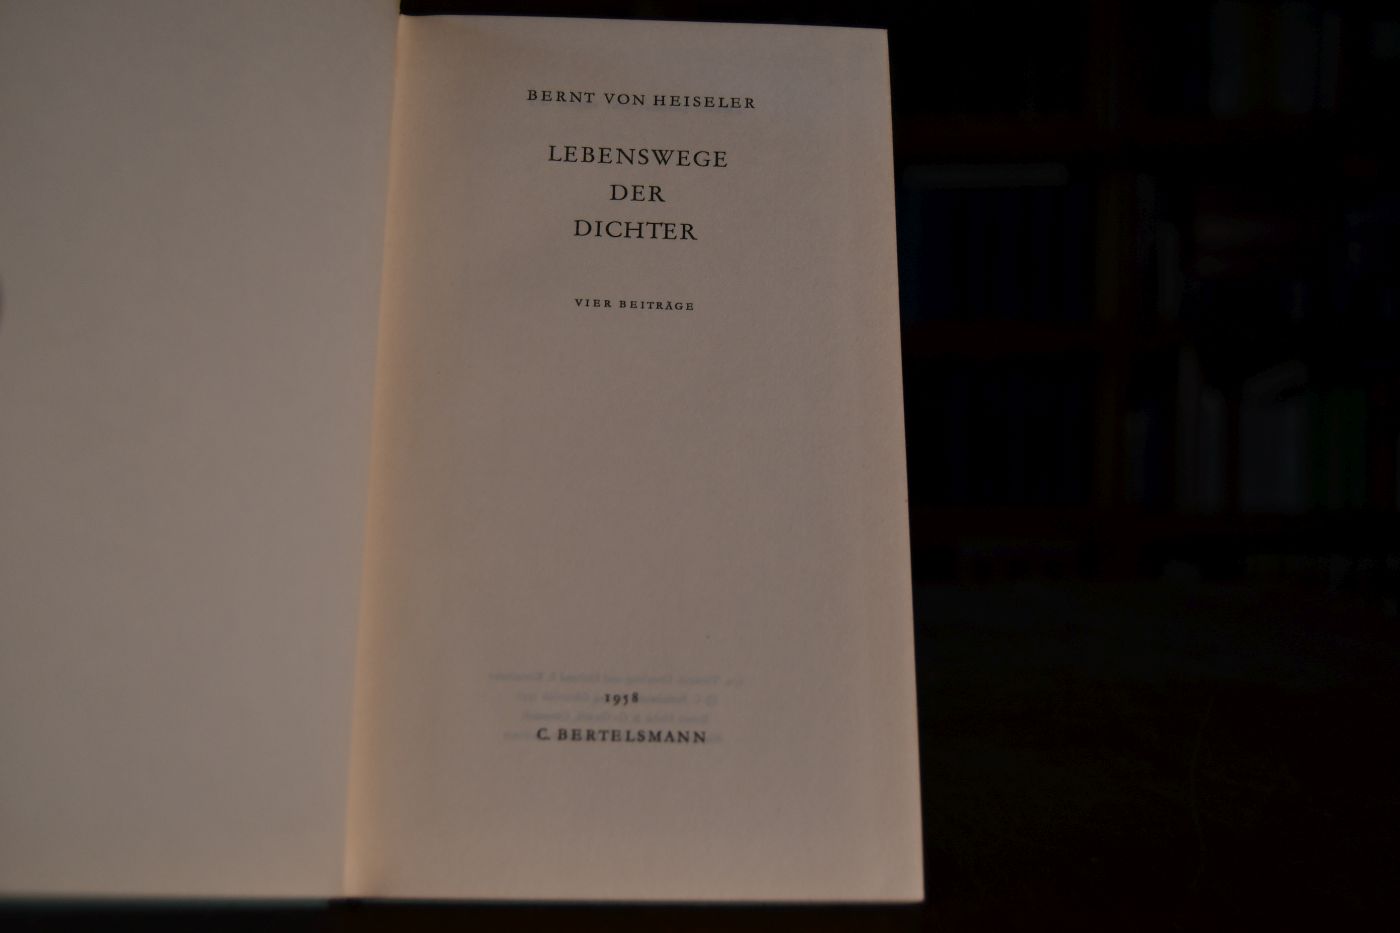 BERNT VON HEISELER
LEBENSWEGE
DER
DICHTER
VIER BEITRÄGE
1958
C. BERTELSMANN